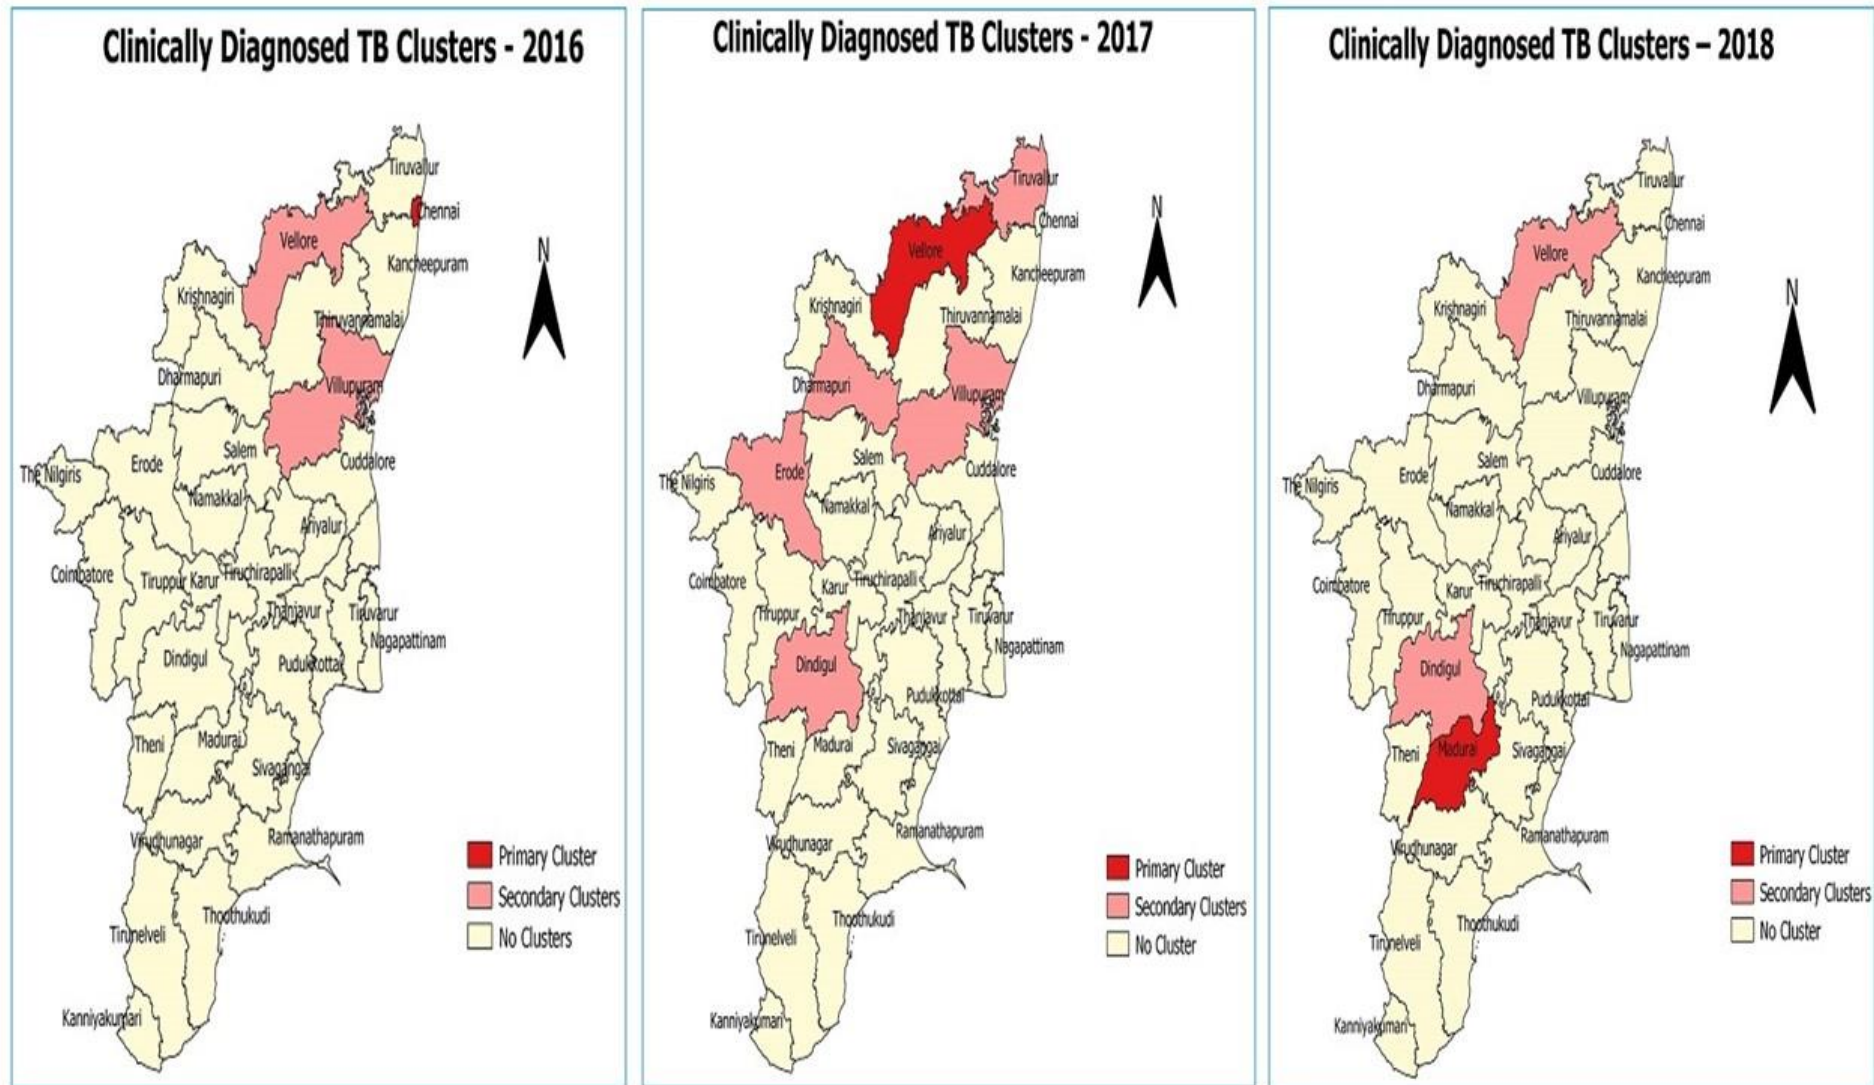 Clinically Diagnosed TB Clusters - 2016
Tiruvallur
Chennai
Vellore
Kancheepuram
Krishnagiri
Thiruvannamalai
Dharmapuri
Villupuram
Salem
Erode
Cuddalore
The Nilgiris
Namakkal
Ariyalur
Coimbatore
Tiruppur
Karur
Tiruchirapalli
Thanjavur
Tiruvarur
Nagapattinam
Dindigul
Pudukkottai
Theni
Madurai
Sivagangai
Virudhunagar
Ramanathapuram
Thoothukudi
Tirunelveli
Kanniyakumari
N
Primary Cluster
Secondary Clusters
No Clusters
Clinically Diagnosed TB Clusters - 2017
Tiruvallur
Chennai
Vellore
Kancheepuram
Krishnagiri
Thiruvannamalai
Dharmapuri
Villupuram
Salem
Erode
Cuddalore
The Nilgiris
Namakkal
Ariyalur
Coimbatore
Karur
Tiruchirapalli
Tiruppur
Thanjavur
Tiruvarur
Nagapattinam
Dindigul
Pudukkottai
Theni
Madurai
Sivagangai
Virudhunagar
Ramanathapuram
Thoothukudi
Tirunelveli
Kanniyakumari
N
Primary Cluster
Secondary Clusters
No Cluster
Clinically Diagnosed TB Clusters – 2018
Tiruvallur
Chennai
Vellore
Kancheepuram
Krishnagiri
Thiruvannamalai
Dharmapuri
Villupuram
Salem
Erode
Cuddalore
The Nilgiris
Namakkal
Ariyalur
Coimbatore
Karur
Tiruchirapalli
Tiruppur
Thanjavur
Tiruvarur
Nagapattinam
Dindigul
Pudukkottai
Theni
Madurai
Sivagangai
Virudhunagar
Ramanathapuram
Thoothukudi
Tirunelveli
Kanniyakumari
N
Primary Cluster
Secondary Clusters
No Cluster